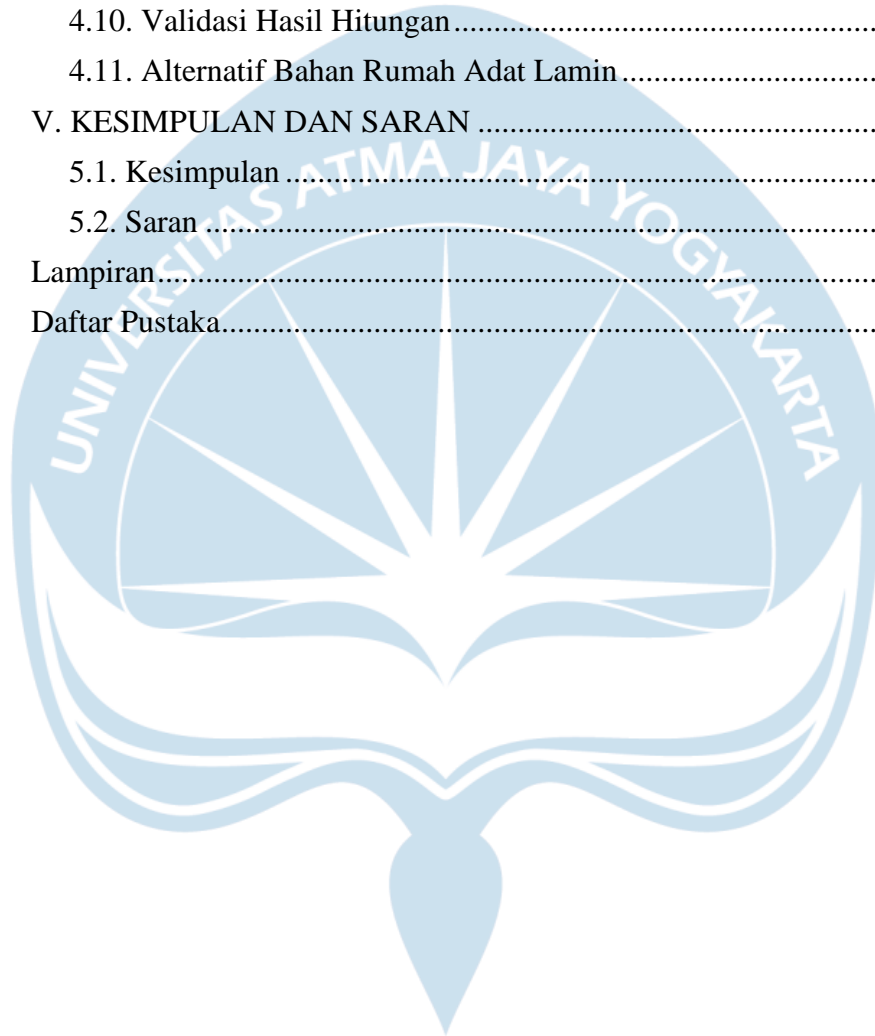 4.10. Validasi Hasil Hitungan..........................................................
4.11. Alternatif Bahan Rumah Adat Lamin...................................
V. KESIMPULAN DAN SARAN......................................................
5.1. Kesimpulan................................................................................
5.2. Saran..........................................................................................
Lampiran.............................................................................................
Daftar Pustaka.....................................................................................
UNIVERSITAS ATMA JAYA YOGYAKARTA